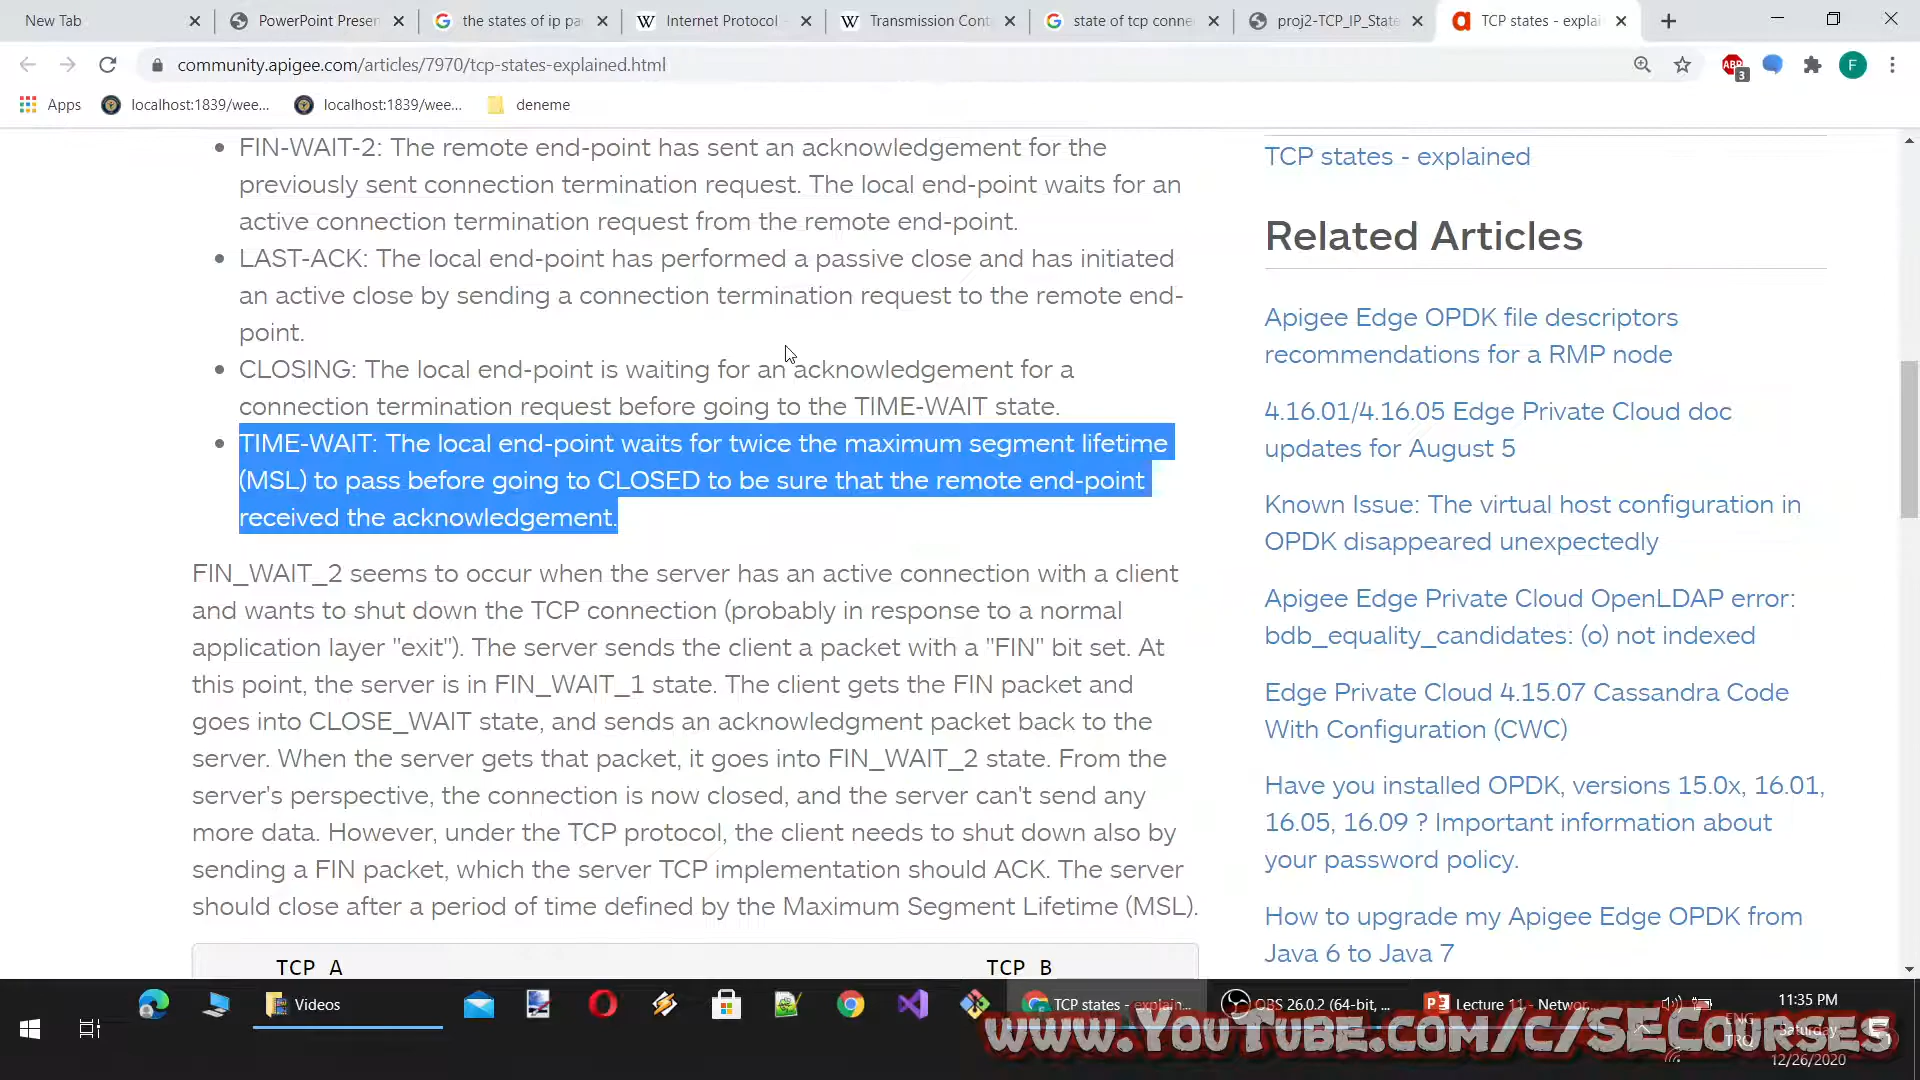 New Tab
PowerPoint Presen
the states of ip pa
Internet Protocol -
Transmission Cont
state of tcp conne
proj2-TCP_IP_State
TCP states - explai
community.apigee.com/articles/7970/tcp-states-explained.html
ABP
3
F
Apps
localhost:1839/wee...
localhost:1839/wee...
deneme
• FIN-WAIT-2: The remote end-point has sent an acknowledgement for the
previously sent connection termination request. The local end-point waits for an
active connection termination request from the remote end-point.
• LAST-ACK: The local end-point has performed a passive close and has initiated
an active close by sending a connection termination request to the remote end-
point.
• CLOSING: The local end-point is waiting for an acknowledgement for a
connection termination request before going to the TIME-WAIT state.
• TIME-WAIT: The local end-point waits for twice the maximum segment lifetime
(MSL) to pass before going to CLOSED to be sure that the remote end-point
received the acknowledgement.
FIN_WAIT_2 seems to occur when the server has an active connection with a client
and wants to shut down the TCP connection (probably in response to a normal
application layer "exit"). The server sends the client a packet with a "FIN" bit set. At
this point, the server is in FIN_WAIT_1 state. The client gets the FIN packet and
goes into CLOSE_WAIT state, and sends an acknowledgment packet back to the
server. When the server gets that packet, it goes into FIN_WAIT_2 state. From the
server's perspective, the connection is now closed, and the server can't send any
more data. However, under the TCP protocol, the client needs to shut down also by
sending a FIN packet, which the server TCP implementation should ACK. The server
should close after a period of time defined by the Maximum Segment Lifetime (MSL).
TCP A TCP B
TCP states - explained
Related Articles
Apigee Edge OPDK file descriptors
recommendations for a RMP node
4.16.01/4.16.05 Edge Private Cloud doc
updates for August 5
Known Issue: The virtual host configuration in
OPDK disappeared unexpectedly
Apigee Edge Private Cloud OpenLDAP error:
bdb_equality_candidates: (o) not indexed
Edge Private Cloud 4.15.07 Cassandra Code
With Configuration (CWC)
Have you installed OPDK, versions 15.0x, 16.01,
16.05, 16.09 ? Important information about
your password policy.
How to upgrade my Apigee Edge OPDK from
Java 6 to Java 7
Videos
TCP states - explain...
OBS 26.0.2 (64-bit, ...
Lecture 11 - Networ...
11:35 PM
ENG
Saturday
TRQ
12/26/2020
5
www.YouTube.com/c/SECourses